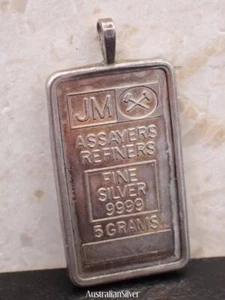 JM
ASSAYERS
REFINERS
FINE
SILVER
9999
5 GRAMS
AustralianSilver